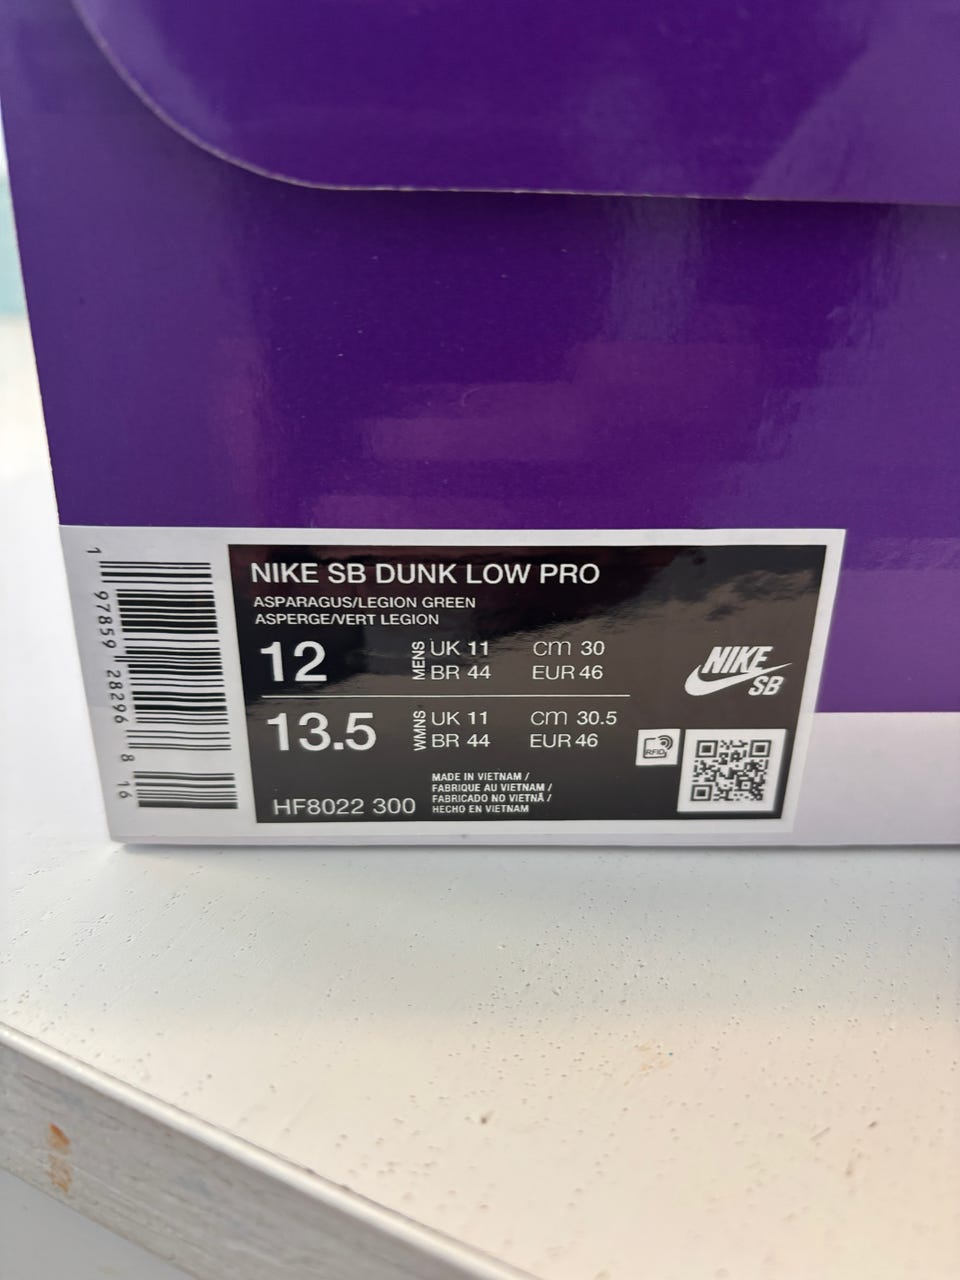 NIKE SB DUNK LOW PRO
ASPARAGUS/LEGION GREEN
ASPERGE/VERT LEGION
12 MENS UK 11 cm 30
BR 44 EUR 46
13.5 WMNS UK 11 cm 30.5
BR 44 EUR 46
NIKE
SB
RFID
MADE IN VIETNAM /
FABRIQUE AU VIETNAM /
FABRICADO NO VIETNÃ /
HECHO EN VIETNAM
HF8022 300
1 97859 28296 8 16